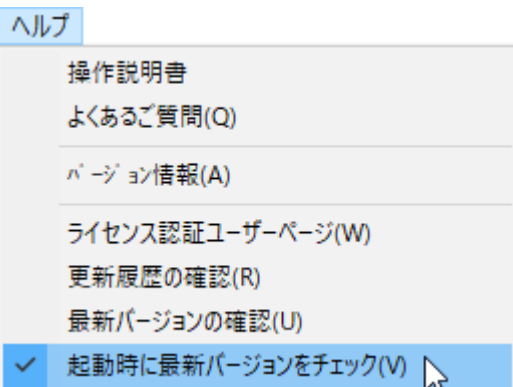 ヘルプ
操作説明書
よくあるご質問(Q)
ﾊﾞｰｼﾞｮﾝ情報(A)
ライセンス認証ユーザーページ(W)
更新履歴の確認(R)
最新バージョンの確認(U)
起動時に最新バージョンをチェック(V)